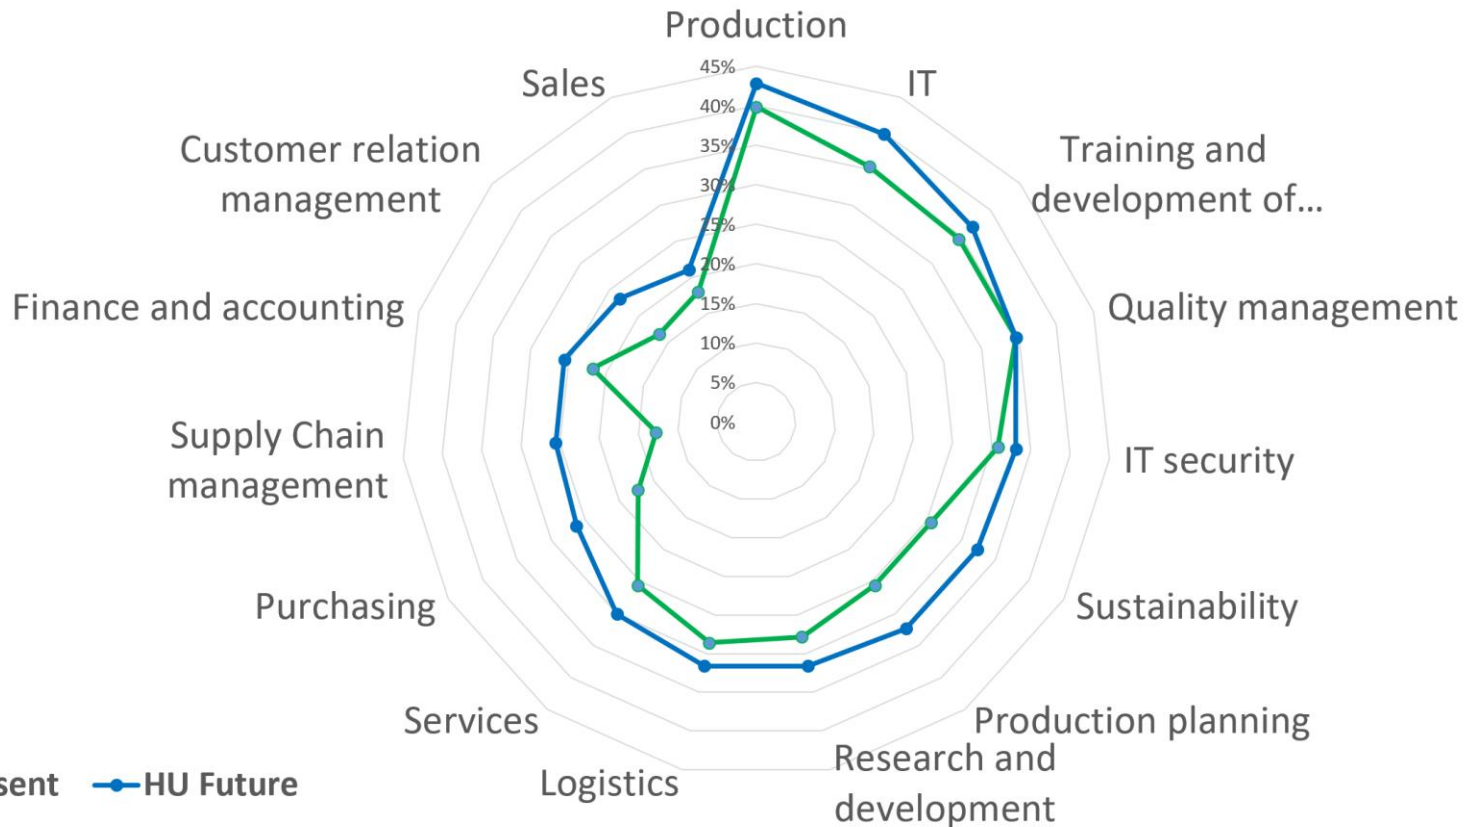 Production
Sales
45%
IT
40%
Customer relation
management
35%
Training and
development of...
30%
25%
20%
Finance and accounting
15%
Quality management
10%
5%
0%
Supply Chain
management
IT security
Purchasing
Sustainability
Services
Production planning
Logistics
Research and
development
sent HU Future